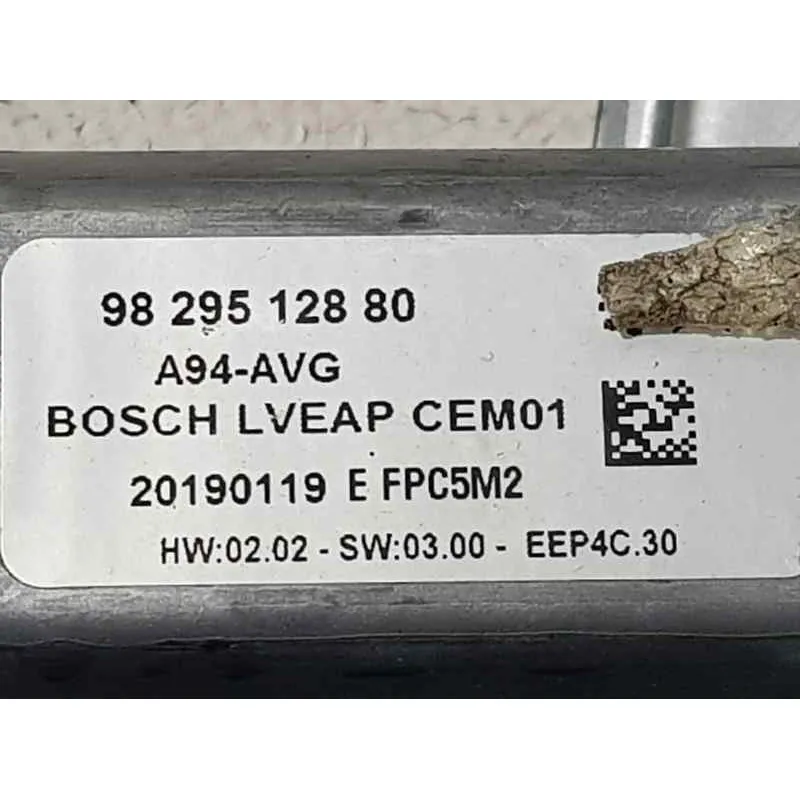 98 295 128 80
A94-AVG
BOSCH LVEAP CEM01
20190119 E FPC5M2
HW:02.02 - SW:03.00 - EEP4C.30